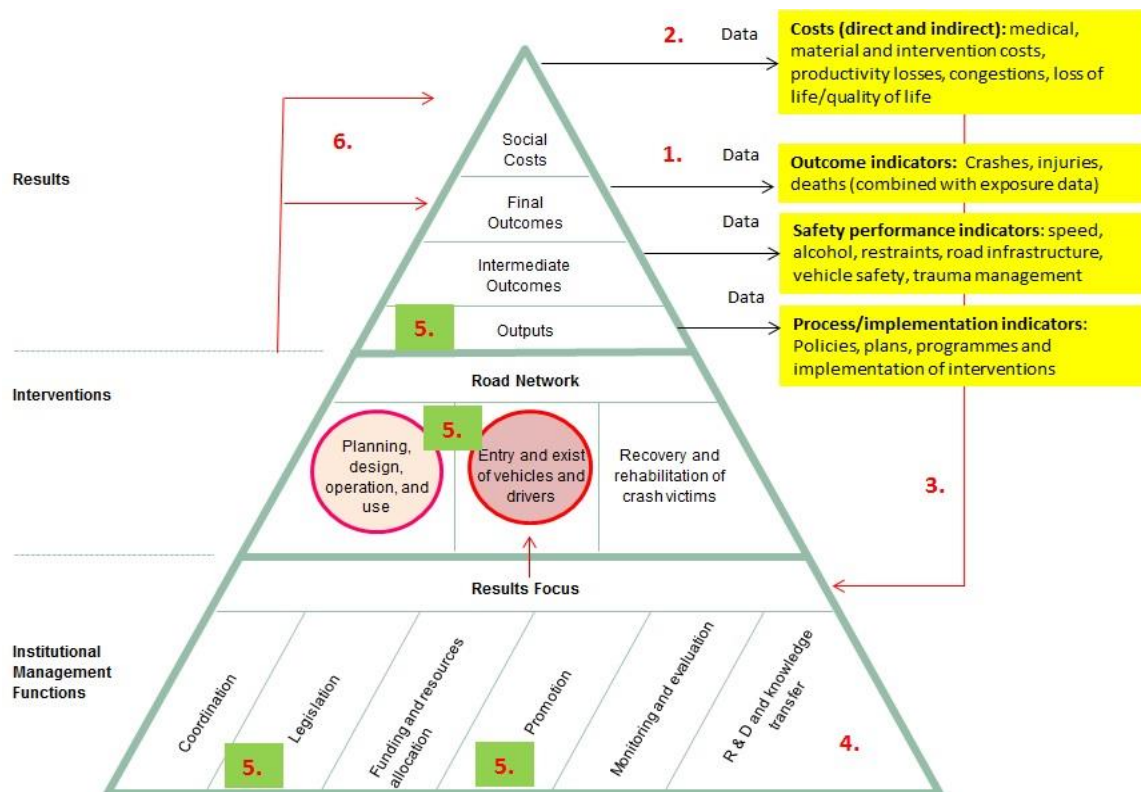 2.
Data
Costs (direct and indirect): medical,
material and intervention costs,
productivity losses, congestions, loss of
life/quality of life
6.
Social
Costs
1.
Data
Outcome indicators: Crashes, injuries,
deaths (combined with exposure data)
Results
Final
Outcomes
Data
Safety performance indicators: speed,
alcohol, restraints, road infrastructure,
vehicle safety, trauma management
Intermediate
Outcomes
Data
5.
Outputs
Process/implementation indicators:
Policies, plans, programmes and
implementation of interventions
Interventions
Road Network
5.
Planning,
design,
operation, and
use
Entry and exist
of vehicles and
drivers
Recovery and
rehabilitation of
crash victims
3.
Results Focus
Institutional
Management
Functions
Coordination
Legislation
Funding and resources
allocation
Promotion
Monitoring and evaluation
R & D and knowledge
transfer
4.
5.
5.